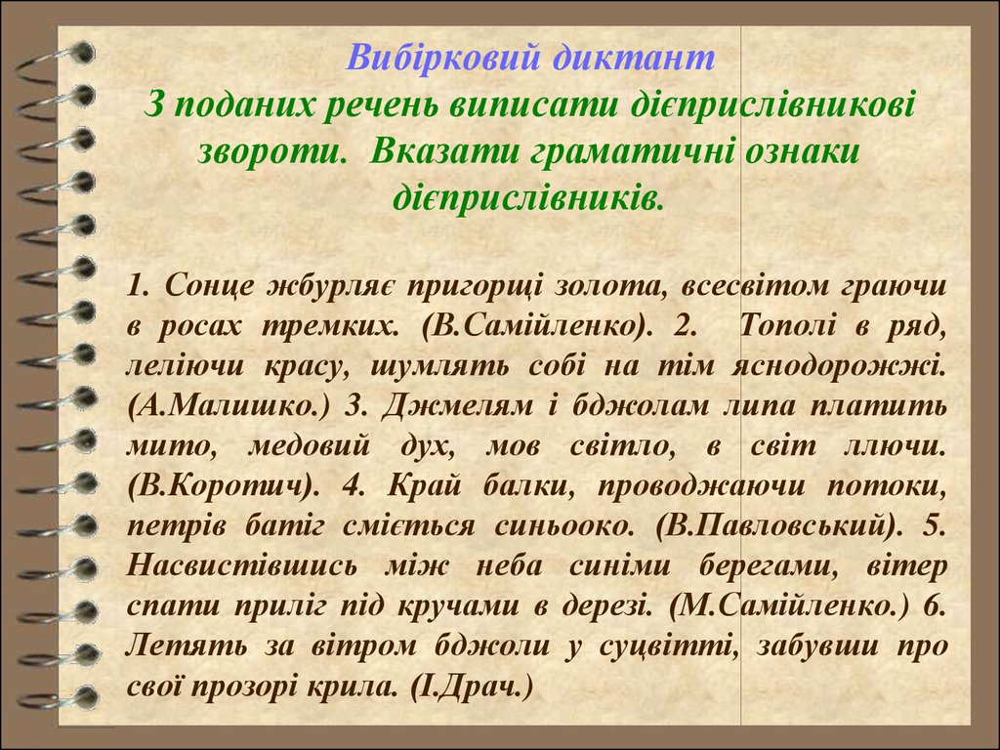 Вибірковий диктант
З поданих речень виписати дієприслівникові
звороти. Вказати граматичні ознаки
дієприслівників.
1. Сонце жбурляє пригорщі золота, всесвітом граючи
в росах тремких. (В.Самійленко). 2. Тополі в ряд,
леліючи красу, шумлять собі на тім яснодорожжі.
(А.Малишко.) 3. Джмелям і бджолам липа платить
мито, медовий дух, мов світло, в світ ллючи.
(В.Коротич). 4. Край балки, проводжаючи потоки,
петрів батіг сміється синьооко. (В.Павловський). 5.
Насвистівшись між неба синіми берегами, вітер
спати приліг під кручами в дерезі. (М.Самійленко.) 6.
Летять за вітром бджоли у суцвітті, забувши про
свої прозорі крила. (І.Драч.)